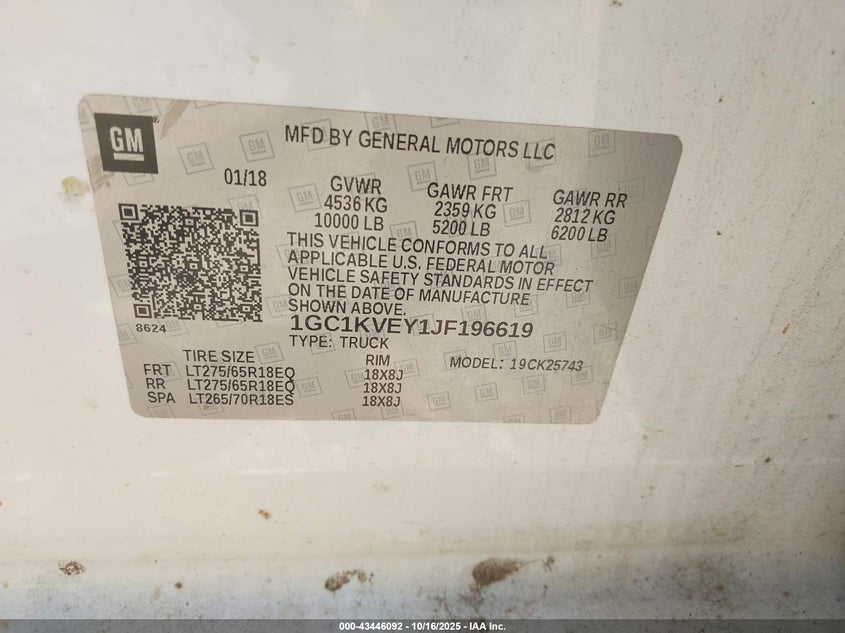 GM
MFD BY GENERAL MOTORS LLC
01/18
GVWR
4536 KG
10000 LB
GAWR FRT
2359 KG
5200 LB
GAWR RR
2812 KG
6200 LB
THIS VEHICLE CONFORMS TO ALL
APPLICABLE U.S. FEDERAL MOTOR
VEHICLE SAFETY STANDARDS IN EFFECT
ON THE DATE OF MANUFACTURE
SHOWN ABOVE.
8624
1GC1KVEY1JF196619
TYPE: TRUCK
MODEL: 19CK25743
TIRE SIZE RIM
FRT LT275/65R18EQ 18X8J
RR LT275/65R18EQ 18X8J
SPA LT265/70R18ES 18X8J
000-43446092 - 10/16/2025 - IAA Inc.